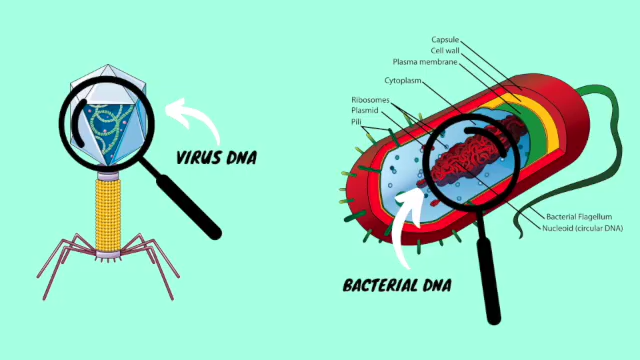 VIRUS DNA
Capsule
Cell wall
Plasma membrane
Cytoplasm
Ribosomes
Plasmid
Pili
Bacterial Flagellum
Nucleoid (circular DNA)
BACTERIAL DNA